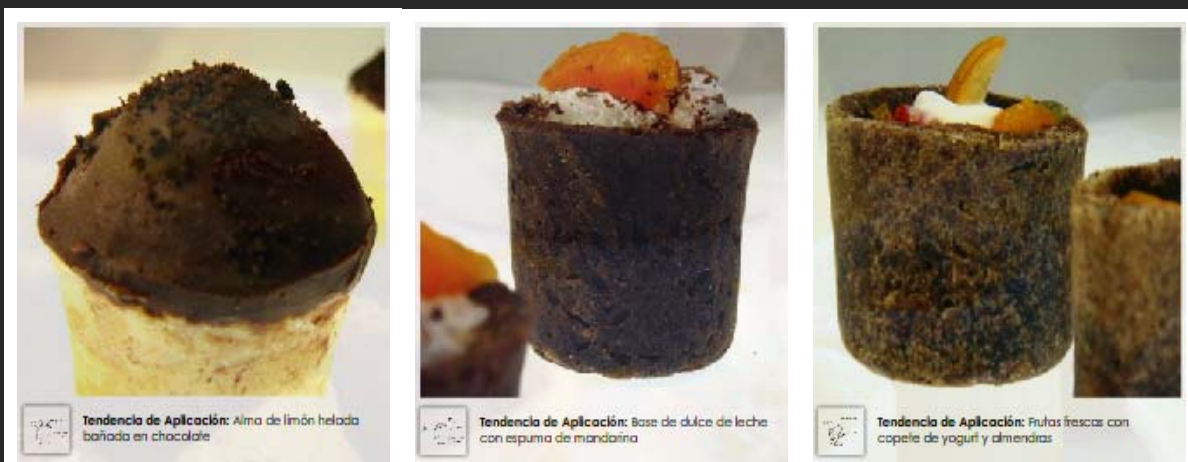 Tendencia de Aplicación: Alma de limón helada
bañada en chocolate
Tendencia de Aplicación: Base de dulce de leche
con espuma de mandarina
Tendencia de Aplicación: Frutas frescas con
copete de yogurt y almendras